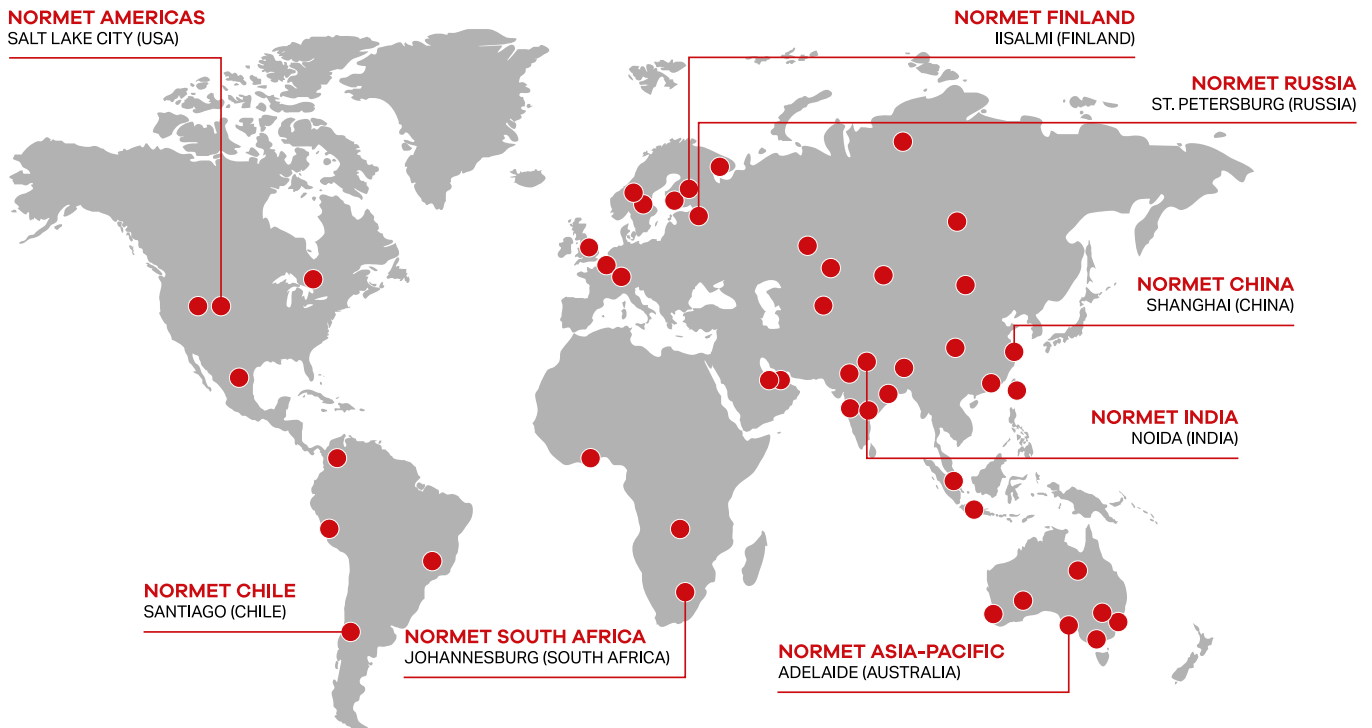 NORMET AMERICAS
SALT LAKE CITY (USA)
NORMET FINLAND
IISALMI (FINLAND)
NORMET RUSSIA
ST. PETERSBURG (RUSSIA)
NORMET CHINA
SHANGHAI (CHINA)
NORMET INDIA
NOIDA (INDIA)
NORMET CHILE
SANTIAGO (CHILE)
NORMET SOUTH AFRICA
JOHANNESBURG (SOUTH AFRICA)
NORMET ASIA-PACIFIC
ADELAIDE (AUSTRALIA)